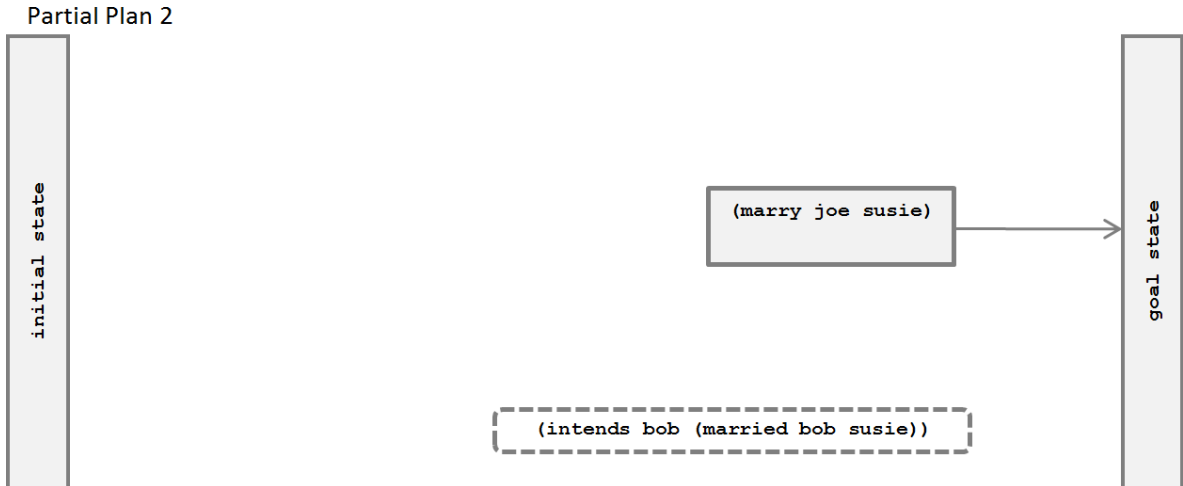 Partial Plan 2
initial state
(marry joe susie)
goal state
(intends bob (married bob susie))